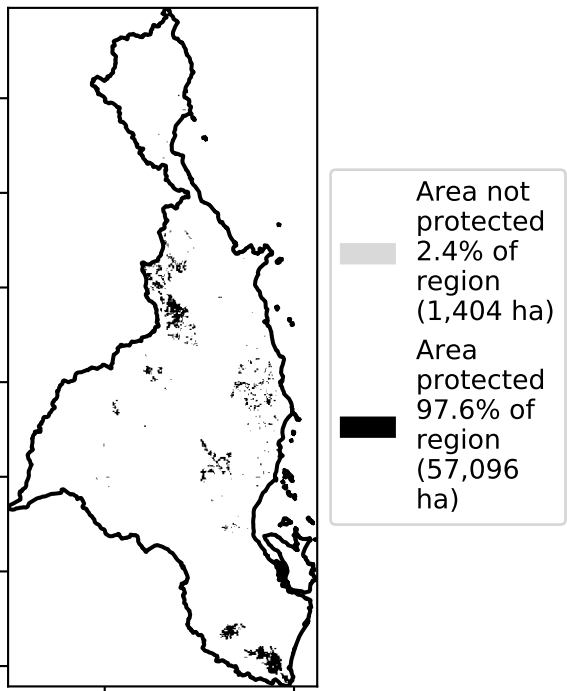 Area not
protected
2.4% of
region
(1,404 ha)
Area
protected
97.6% of
region
(57,096
ha)